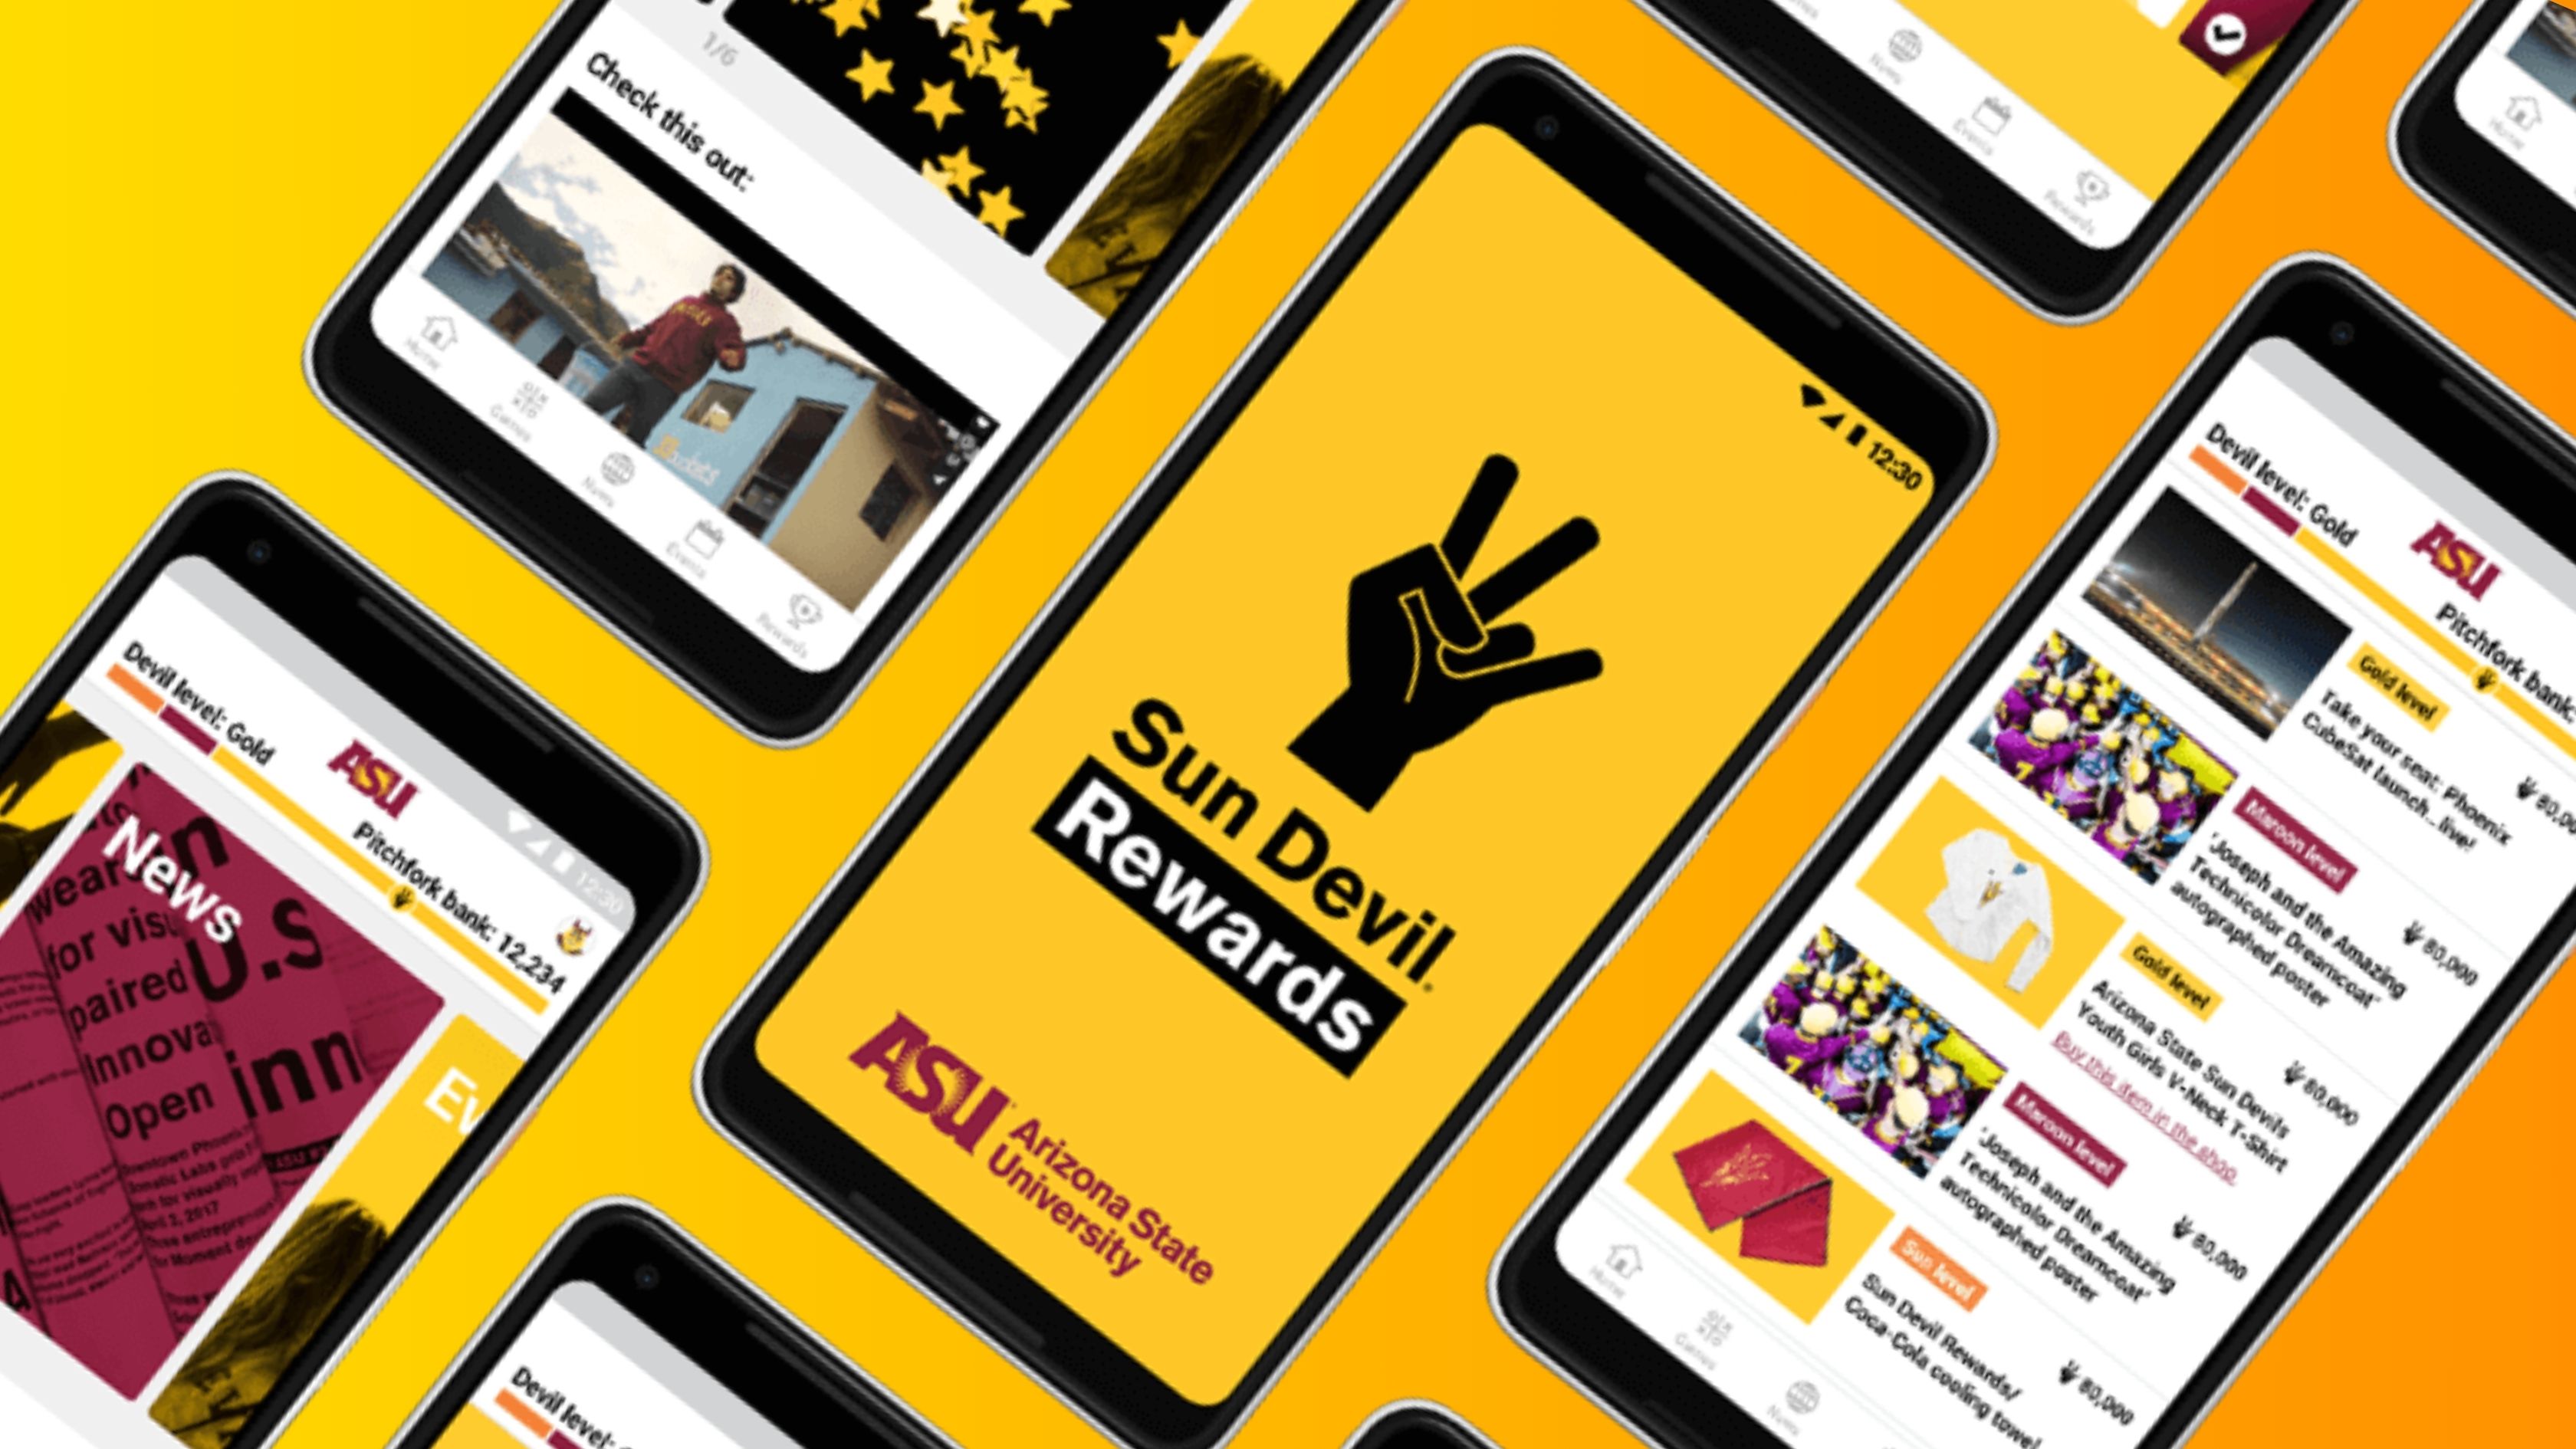 1/6
Check this out:
Home
Games
News
Events
Rewards
News
Events
Rewards
Home
12:30
Sun Devil
Rewards
ASU
Arizona State
University
12:30
Devil level: Gold
ASU
Pitchfork bank: 12,234
News
wear
for visu
paired
Innova
Open
U.S
inn
Downtown Phoenix
April 2, 2017
Ev
Devil level:
Devil level: Gold
ASU
Pitchfork bank:
Gold level
Take your seat: Phoenix
CubeSat launch...live!
Maroon level
80,000
'Joseph and the Amazing
Technicolor Dreamcoat'
autographed poster
Gold level
80,000
Arizona State Sun Devils
Youth Girls V-Neck T-Shirt
Buy this item in the shop
Maroon level
80,000
'Joseph and the Amazing
Technicolor Dreamcoat'
autographed poster
Sun level
80,000
Sun Devil Rewards/
Coca-Cola cooling towel
Home
Games
News